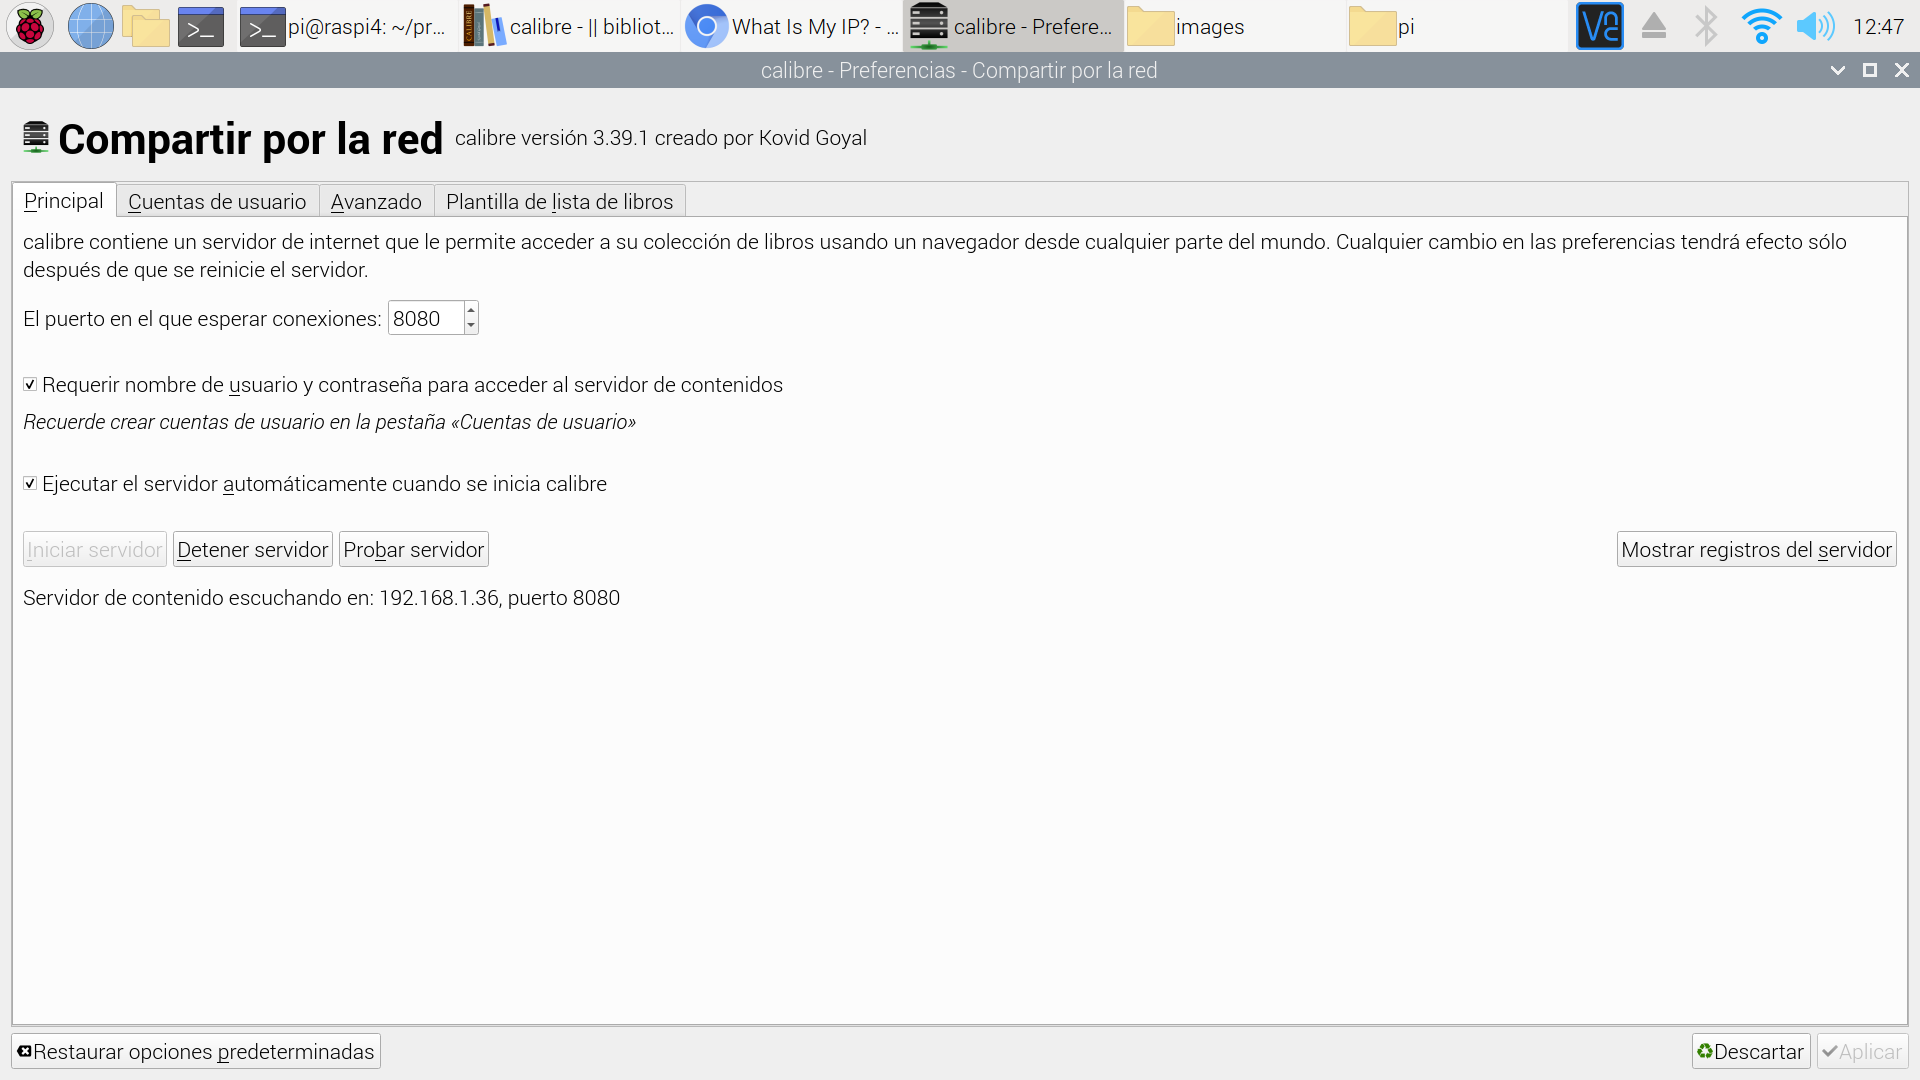 pi@raspi4: ~/pr... calibre - || bibliot... What Is My IP? - ... calibre - Prefere... images pi 12:47
calibre - Preferencias - Compartir por la red
Compartir por la red calibre versión 3.39.1 creado por Kovid Goyal
Principal Cuentas de usuario Avanzado Plantilla de lista de libros
calibre contiene un servidor de internet que le permite acceder a su colección de libros usando un navegador desde cualquier parte del mundo. Cualquier cambio en las preferencias tendrá efecto sólo
después de que se reinicie el servidor.
El puerto en el que esperar conexiones: 8080
Requerir nombre de usuario y contraseña para acceder al servidor de contenidos
Recuerde crear cuentas de usuario en la pestaña «Cuentas de usuario»
Ejecutar el servidor automáticamente cuando se inicia calibre
Iniciar servidor Detener servidor Probar servidor Mostrar registros del servidor
Servidor de contenido escuchando en: 192.168.1.36, puerto 8080
Restaurar opciones predeterminadas Descartar Aplicar